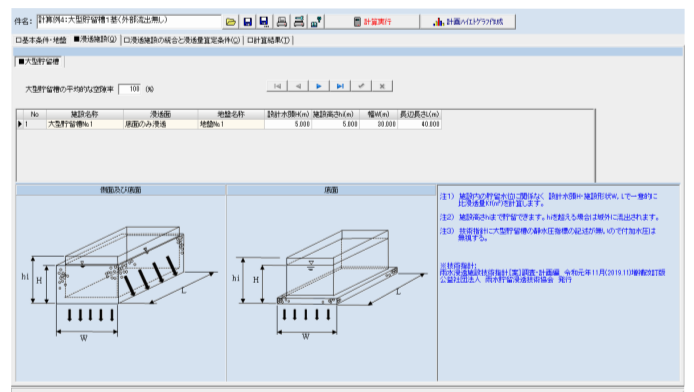 件名: 計算例4:大型貯留槽1基(外部流出無し) 計算実行 計画ハイエトグラフ作成
□基本条件・地盤 ■浸透施設(Q) □浸透施設の統合と浸透量算定条件(C) □計算結果(T)
■大型貯留槽
大型貯留槽の平均的な空隙率 100 (%)
No 施設名称 浸透面 地盤名称 設計水頭H(m) 施設高さhi(m) 幅W(m) 長辺長さL(m)
1 大型貯留槽No.1 底面のみ浸透 地盤No.1 5.000 5.000 30.000 40.000
側面及び底面 底面
hi H L W
hi H L W
注1) 施設内の貯留水位に関係なく 設計水頭H・施設形状W,Lで一意的に
比浸透量Kf(m²)を計算します。
注2) 施設高さhiまで貯留できます。hiを超える場合は域外に流出されます。
注3) 技術指針に大型貯留槽の静水圧指標の記述が無いので付加水圧は
無視する。
※技術指針:
雨水浸透施設技術指針[案]調査・計画編 令和元年11月(2019.11)増補改訂版
公益社団法人 雨水貯留浸透技術協会 発行